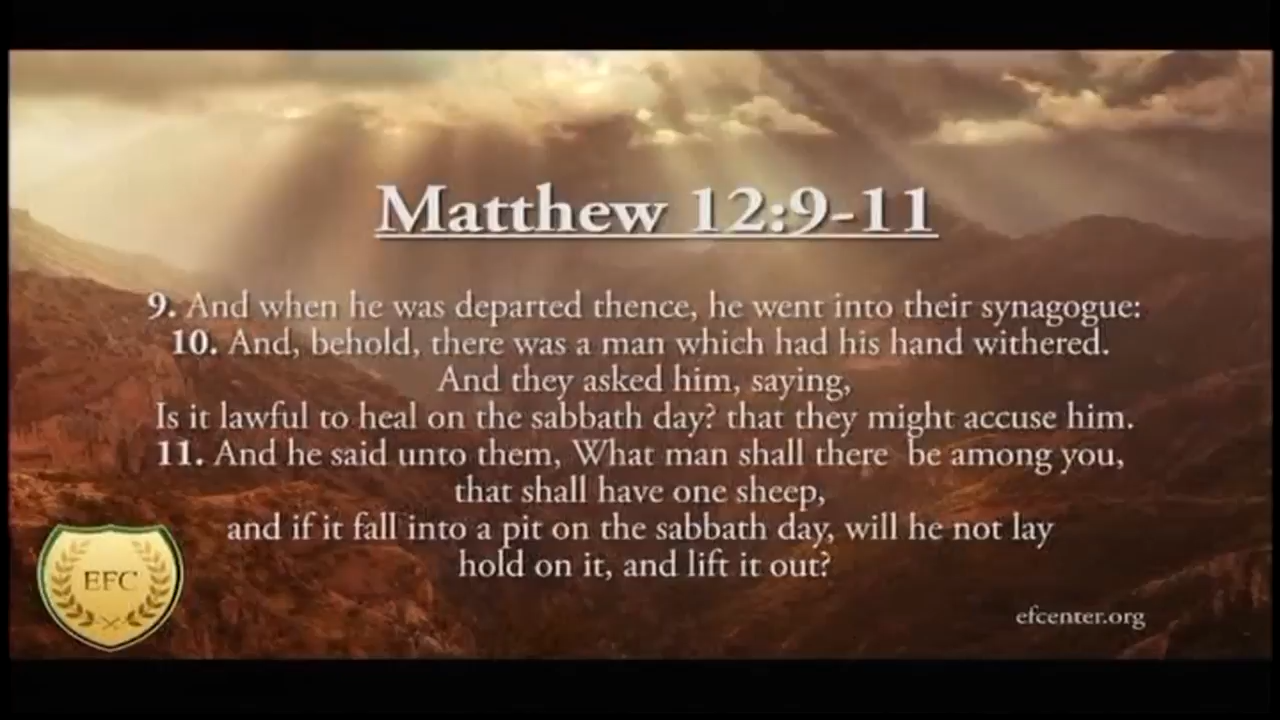 Matthew 12:9-11
9. And when he was departed thence, he went into their synagogue:
10. And, behold, there was a man which had his hand withered.
And they asked him, saying,
Is it lawful to heal on the sabbath day? that they might accuse him.
11. And he said unto them, What man shall there  be among you,
that shall have one sheep,
and if it fall into a pit on the sabbath day, will he not lay
hold on it, and lift it out?
EFC
efcenter.org